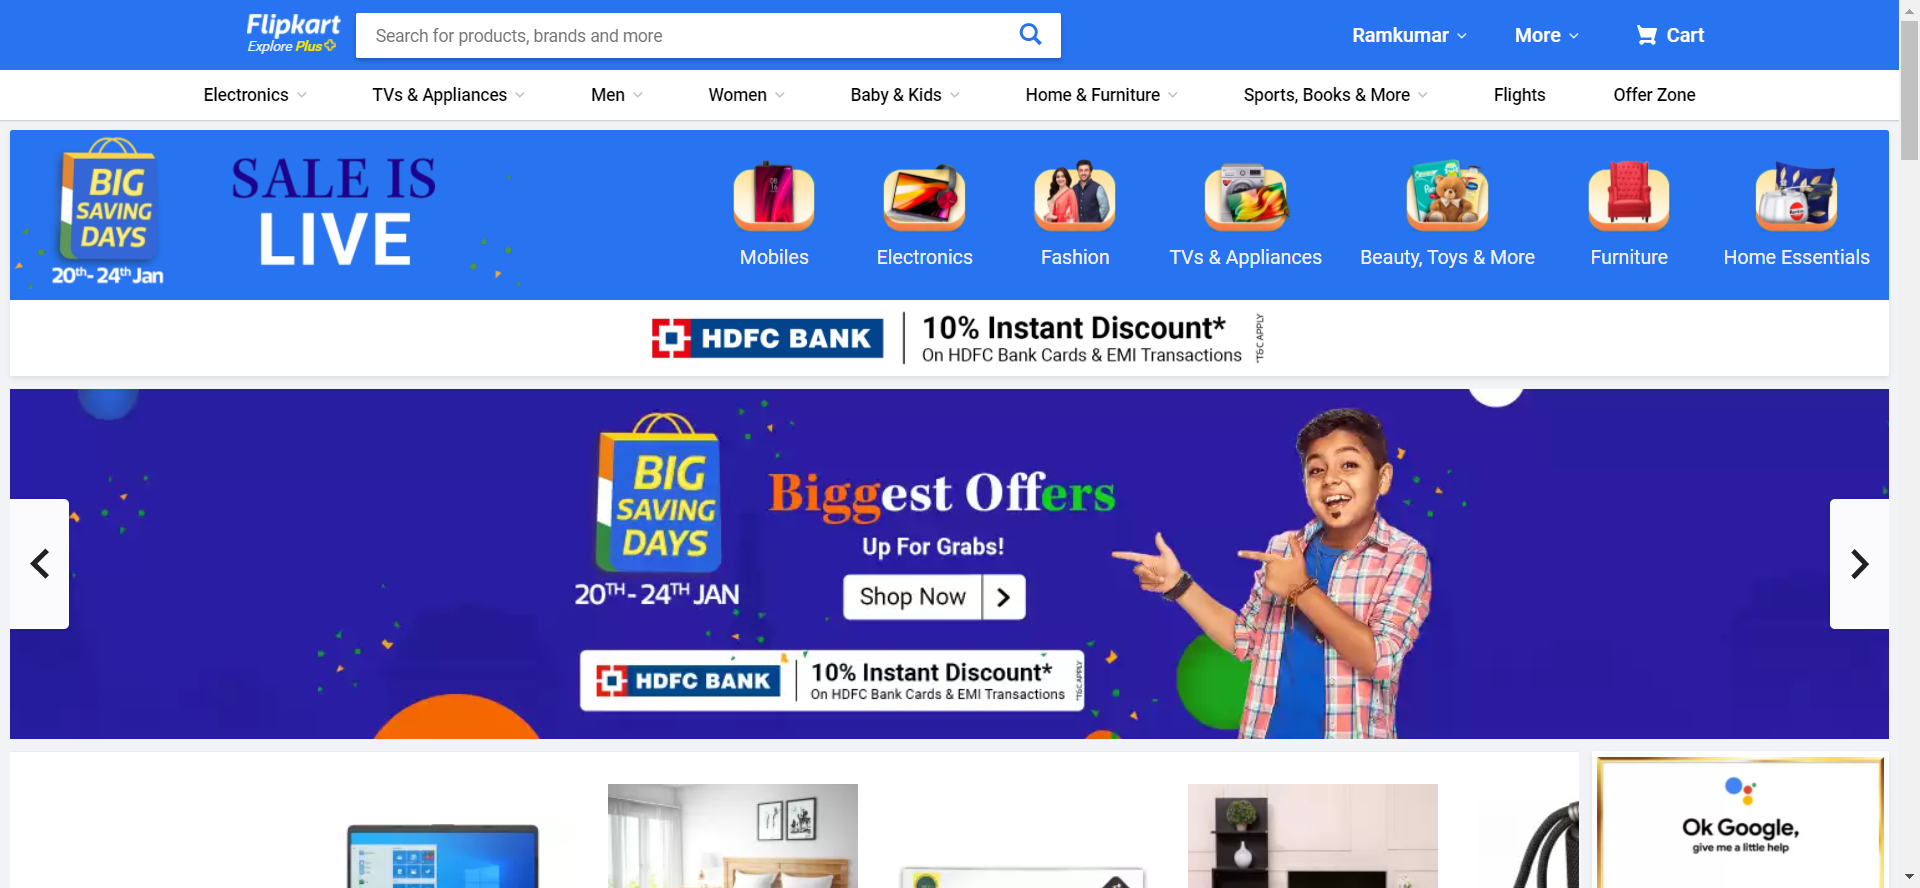 Flipkart
Explore Plus
Search for products, brands and more
Ramkumar
More
Cart
Electronics
TVs & Appliances
Men
Women
Baby & Kids
Home & Furniture
Sports, Books & More
Flights
Offer Zone
BIG
SAVING
DAYS
20th-24th Jan
SALE IS
LIVE
Mobiles
Electronics
Fashion
TVs & Appliances
Beauty, Toys & More
Furniture
Home Essentials
HDFC BANK
10% Instant Discount*
On HDFC Bank Cards & EMI Transactions
*T&C APPLY
BIG
SAVING
DAYS
20TH-24TH JAN
Biggest Offers
Up For Grabs!
Shop Now
HDFC BANK
10% Instant Discount*
On HDFC Bank Cards & EMI Transactions
*T&C APPLY
Ok Google,
give me a little help